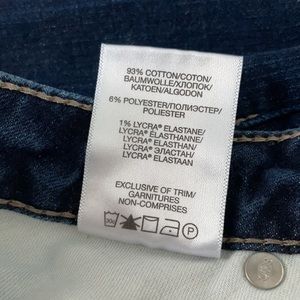 93% COTTON/COTON/
BAUMWOLLE/ХЛОПОК/
KATOEN/ALGODON
6% POLYESTER/ПОЛИЭСТЕР/
POLIESTER
1% LYCRA® ELASTANE/
LYCRA® ELASTHANNE/
LYCRA® ELASTHAN/
LYCRA® ЭЛАСТАН/
LYCRA® ELASTAAN
EXCLUSIVE OF TRIM/
GARNITURES
NON-COMPRISES
P